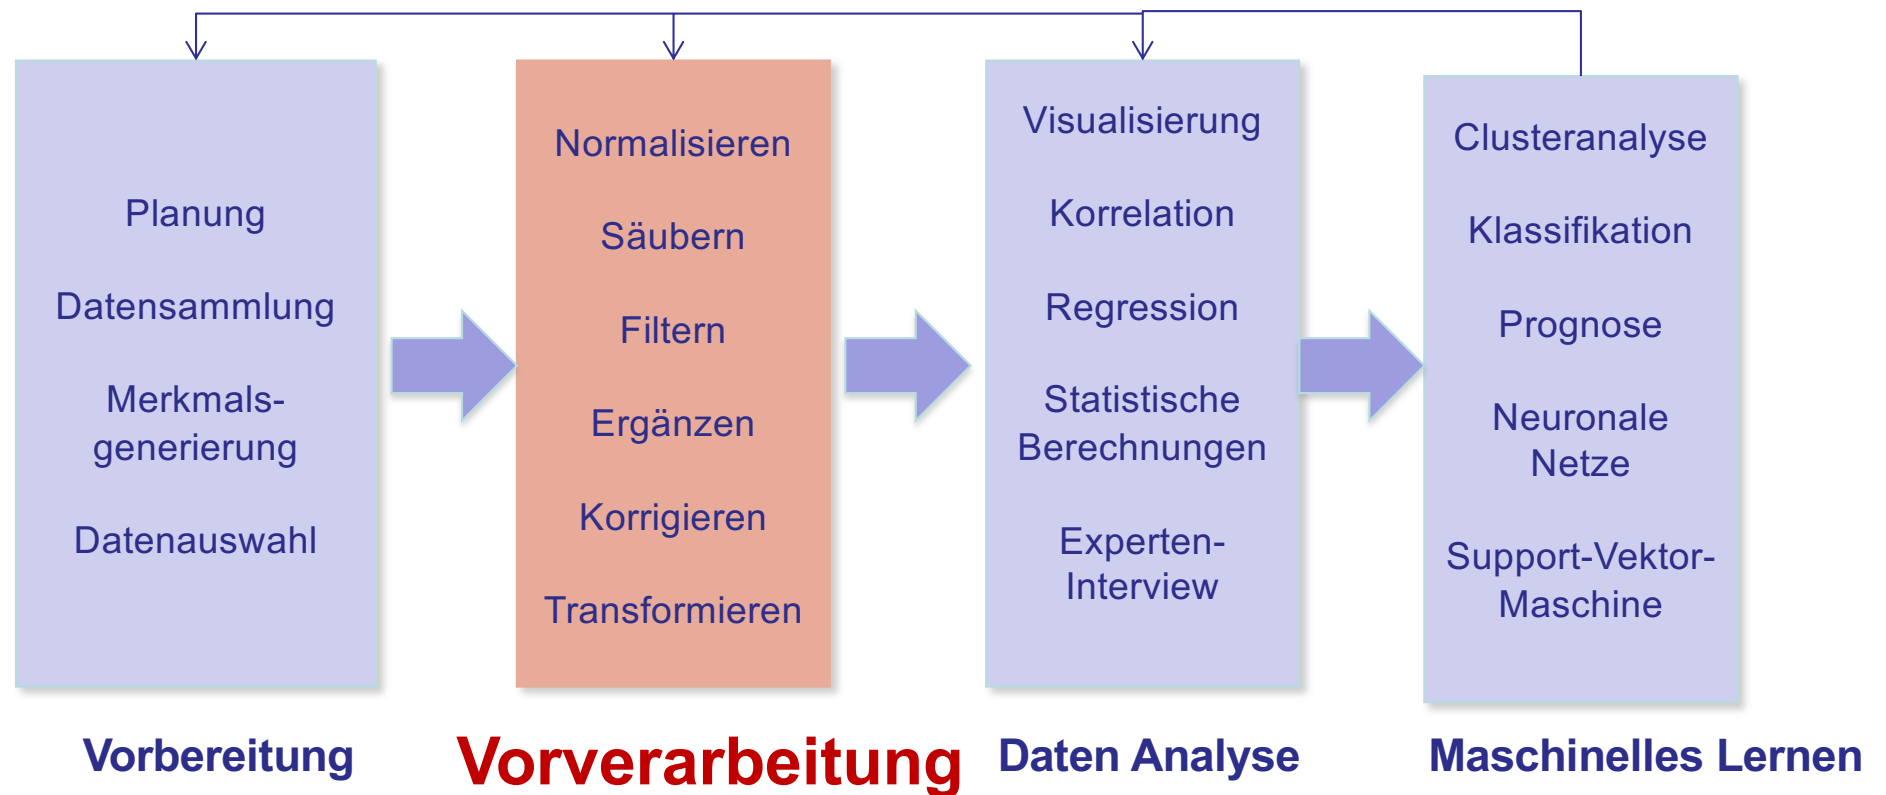 Planung
Datensammlung
Merkmals-
generierung
Datenauswahl
Vorbereitung
Normalisieren
Säubern
Filtern
Ergänzen
Korrigieren
Transformieren
Vorverarbeitung
Visualisierung
Korrelation
Regression
Statistische
Berechnungen
Experten-
Interview
Daten Analyse
Clusteranalyse
Klassifikation
Prognose
Neuronale
Netze
Support-Vektor-
Maschine
Maschinelles Lernen